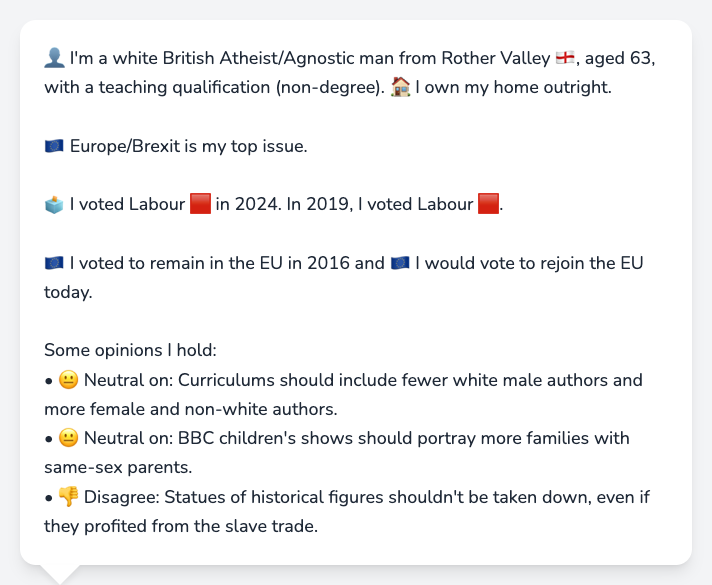 👤 I'm a white British Atheist/Agnostic man from Rother Valley 🏴󠁧󠁢󠁥󠁮󠁧󠁿, aged 63,
with a teaching qualification (non-degree). 🏠 I own my home outright.
🇪🇺 Europe/Brexit is my top issue.
🗳️ I voted Labour 🟥 in 2024. In 2019, I voted Labour 🟥.
🇪🇺 I voted to remain in the EU in 2016 and 🇪🇺 I would vote to rejoin the EU
today.
Some opinions I hold:
• 😐 Neutral on: Curriculums should include fewer white male authors and
more female and non-white authors.
• 😐 Neutral on: BBC children's shows should portray more families with
same-sex parents.
• 👎 Disagree: Statues of historical figures shouldn't be taken down, even if
they profited from the slave trade.